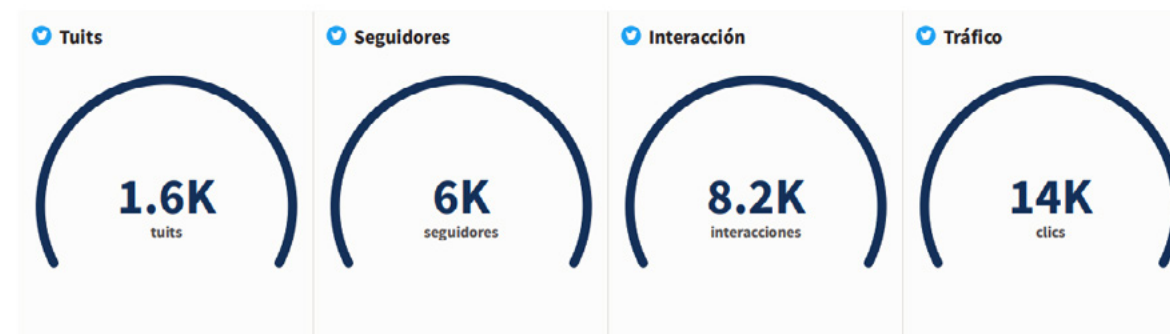 Tuits
1.6K
tuits
Seguidores
6K
seguidores
Interacción
8.2K
interacciones
Tráfico
14K
clics